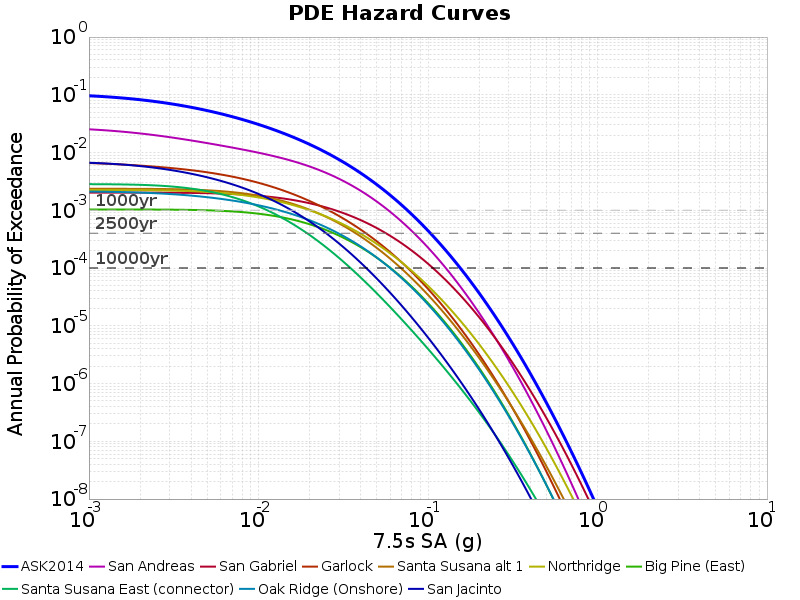 PDE Hazard Curves
Annual Probability of Exceedance
10^0
10^-1
10^-2
10^-3
10^-4
10^-5
10^-6
10^-7
10^-8
1000yr
2500yr
10000yr
10^-3 10^-2 10^-1 10^0 10^1
7.5s SA (g)
ASK2014 San Andreas San Gabriel Garlock Santa Susana alt 1 Northridge Big Pine (East)
Santa Susana East (connector) Oak Ridge (Onshore) San Jacinto